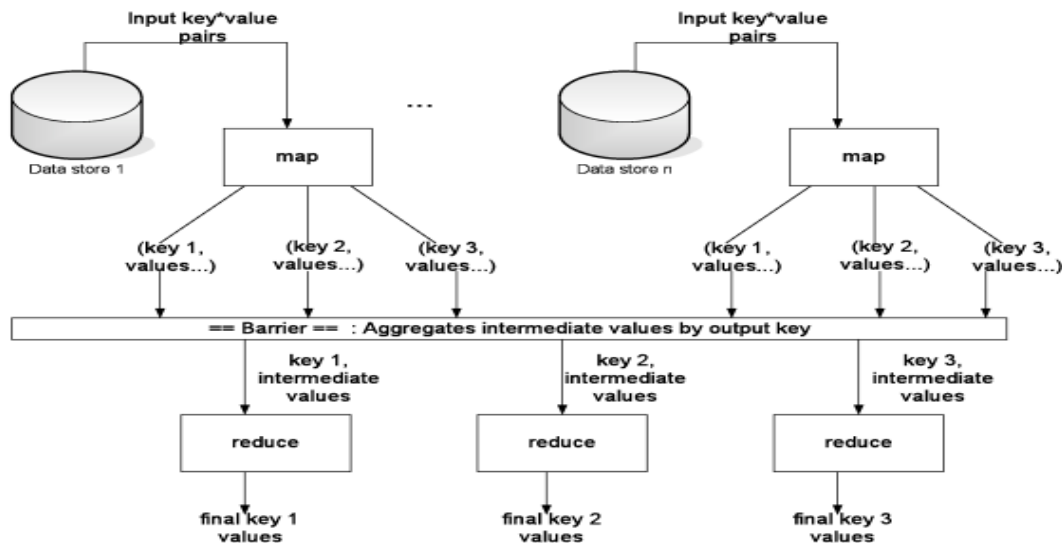 Input key*value
pairs
Input key*value
pairs
...
Data store 1
map
Data store n
map
(key 1,
values...)
(key 2,
values...)
(key 3,
values...)
(key 1,
values...)
(key 2,
values...)
(key 3,
values...)
== Barrier == : Aggregates intermediate values by output key
key 1,
intermediate
values
key 2,
intermediate
values
key 3,
intermediate
values
reduce
reduce
reduce
final key 1
values
final key 2
values
final key 3
values